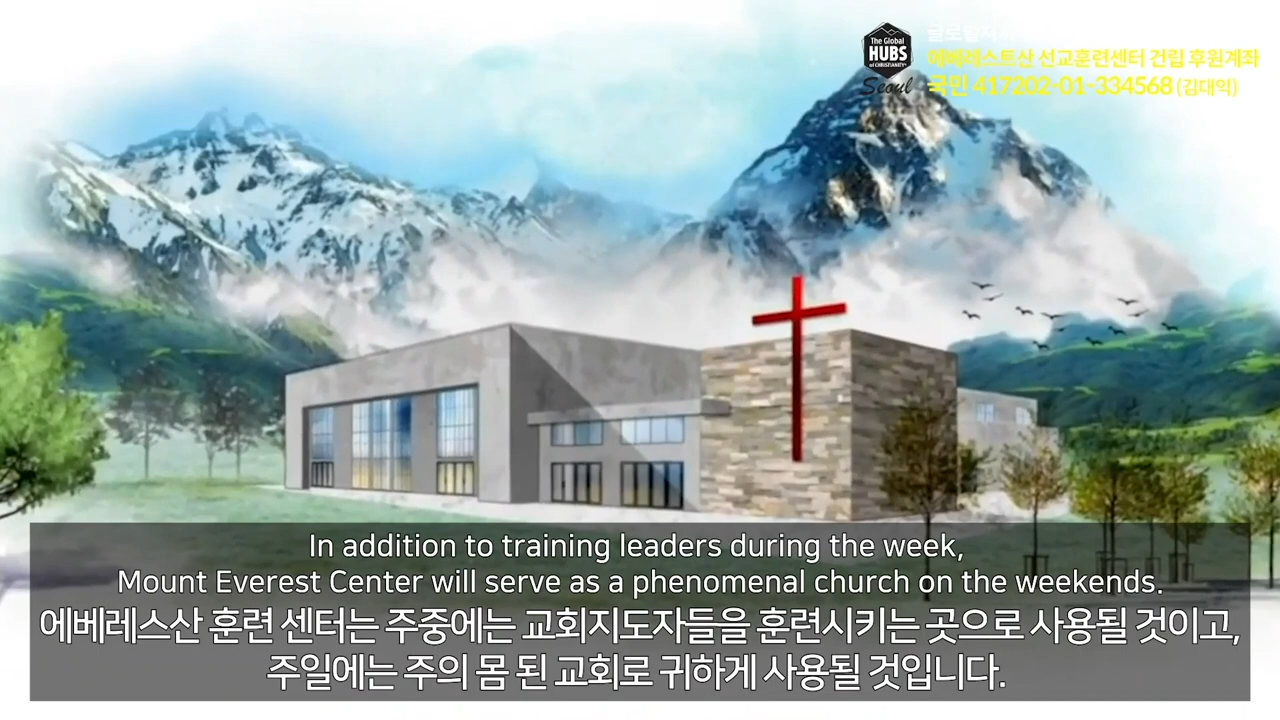 The Global
HUBS
of CHRISTIANITY
Seoul
에베레스트산 선교훈련센터 건립 후원계좌
국민 417202-01-334568 (김대억)
In addition to training leaders during the week,
Mount Everest Center will serve as a phenomenal church on the weekends.
에베레스산 훈련 센터는 주중에는 교회지도자들을 훈련시키는 곳으로 사용될 것이고,
주일에는 주의 몸 된 교회로 귀하게 사용될 것입니다.